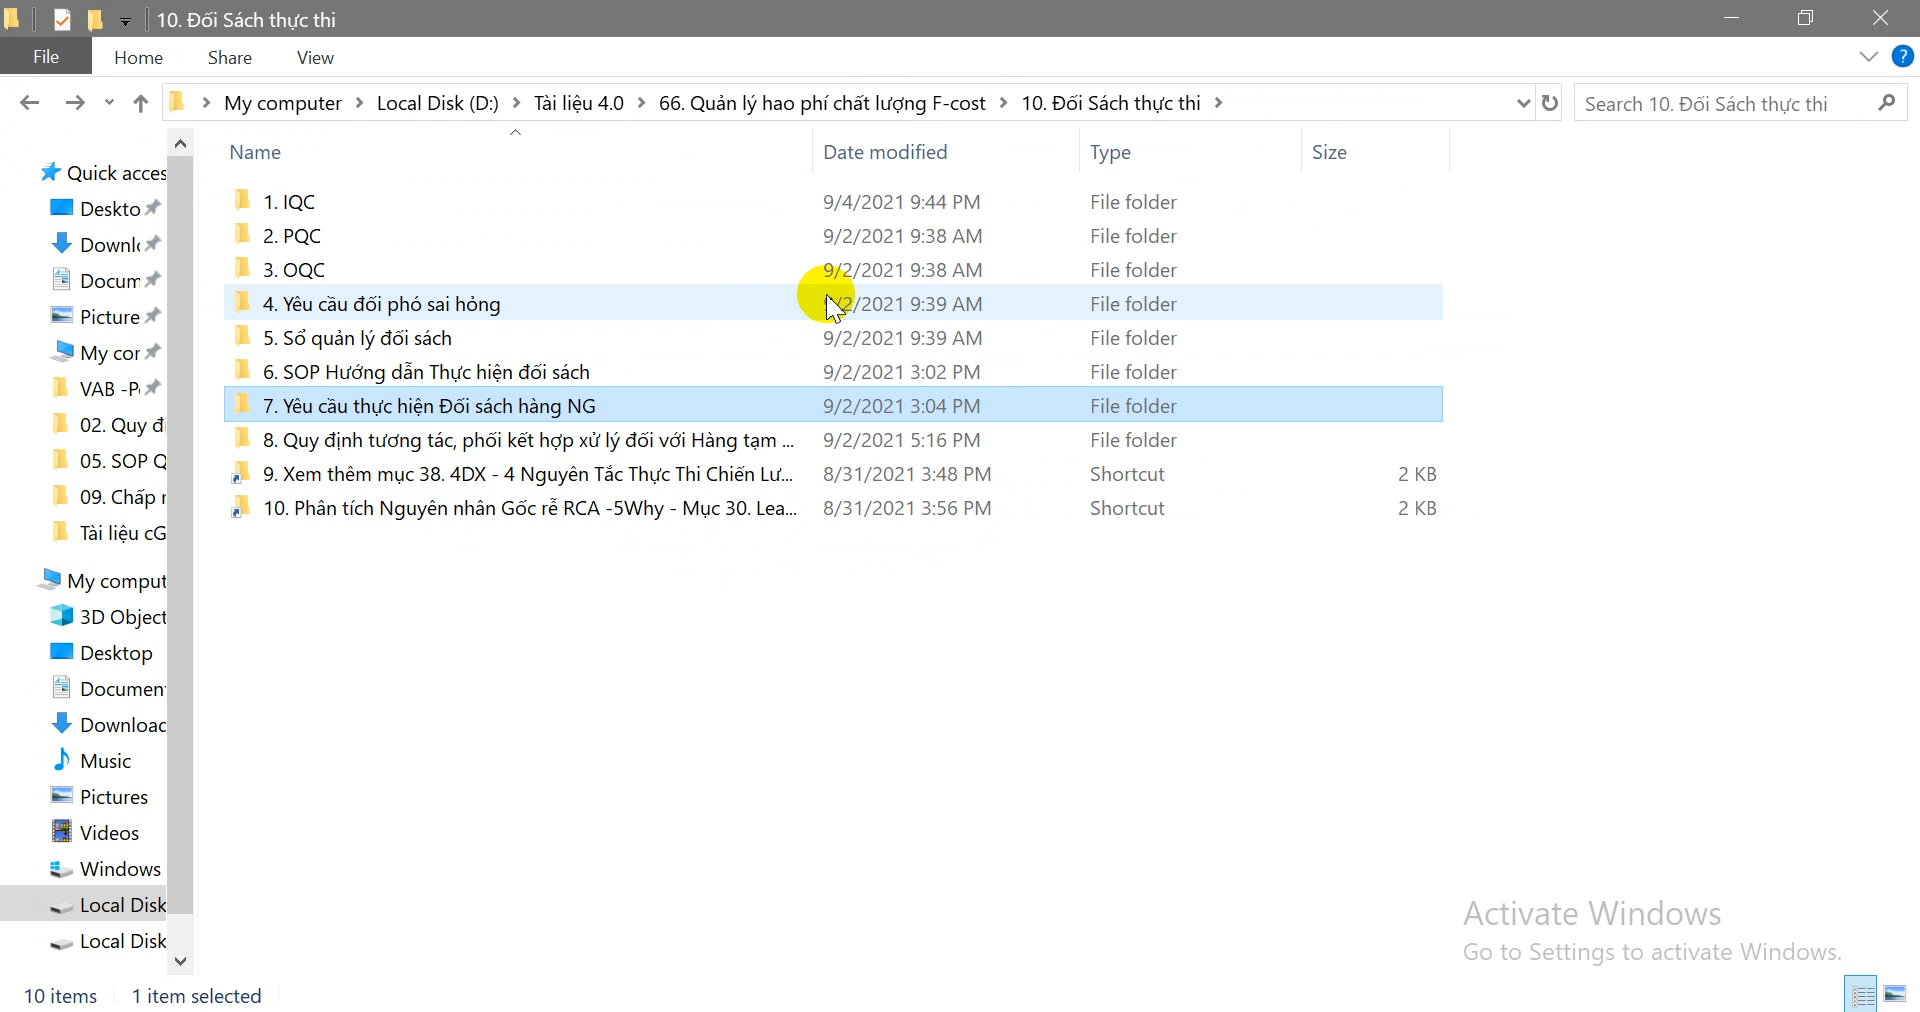 10. Đối Sách thực thi
File Home Share View
My computer Local Disk (D:) Tài liệu 4.0 66. Quản lý hao phí chất lượng F-cost 10. Đối Sách thực thi Search 10. Đối Sách thực thi
Name Date modified Type Size
1. IQC 9/4/2021 9:44 PM File folder
2. PQC 9/2/2021 9:38 AM File folder
3. OQC 9/2/2021 9:38 AM File folder
4. Yêu cầu đối phó sai hỏng 9/2/2021 9:39 AM File folder
5. Sổ quản lý đối sách 9/2/2021 9:39 AM File folder
6. SOP Hướng dẫn Thực hiện đối sách 9/2/2021 3:02 PM File folder
7. Yêu cầu thực hiện Đối sách hàng NG 9/2/2021 3:04 PM File folder
8. Quy định tương tác, phối kết hợp xử lý đối với Hàng tạm ... 9/2/2021 5:16 PM File folder
9. Xem thêm mục 38. 4DX - 4 Nguyên Tắc Thực Thi Chiến Lư... 8/31/2021 3:48 PM Shortcut 2 KB
10. Phân tích Nguyên nhân Gốc rễ RCA -5Why - Mục 30. Lea... 8/31/2021 3:56 PM Shortcut 2 KB
Quick acces
Deskto
Downl
Docum
Picture
My cor
VAB -P
02. Quy đ
05. SOP Q
09. Chấp
Tài liệu cG
My comput
3D Object
Desktop
Documen
Downloac
Music
Pictures
Videos
Windows
Local Disk
Local Disk
Activate Windows
Go to Settings to activate Windows.
10 items 1 item selected